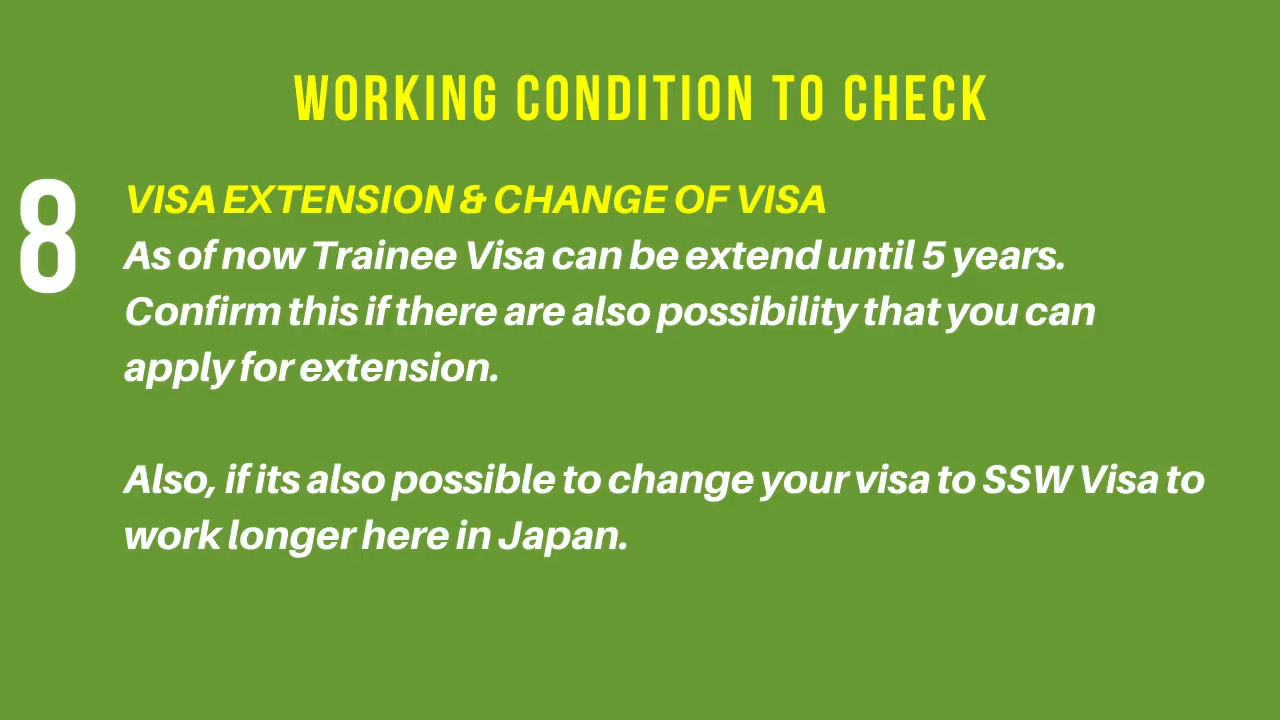 WORKING CONDITION TO CHECK
8
VISA EXTENSION & CHANGE OF VISA
As of now Trainee Visa can be extend until 5 years.
Confirm this if there are also possibility that you can
apply for extension.
Also, if its also possible to change your visa to SSW Visa to
work longer here in Japan.